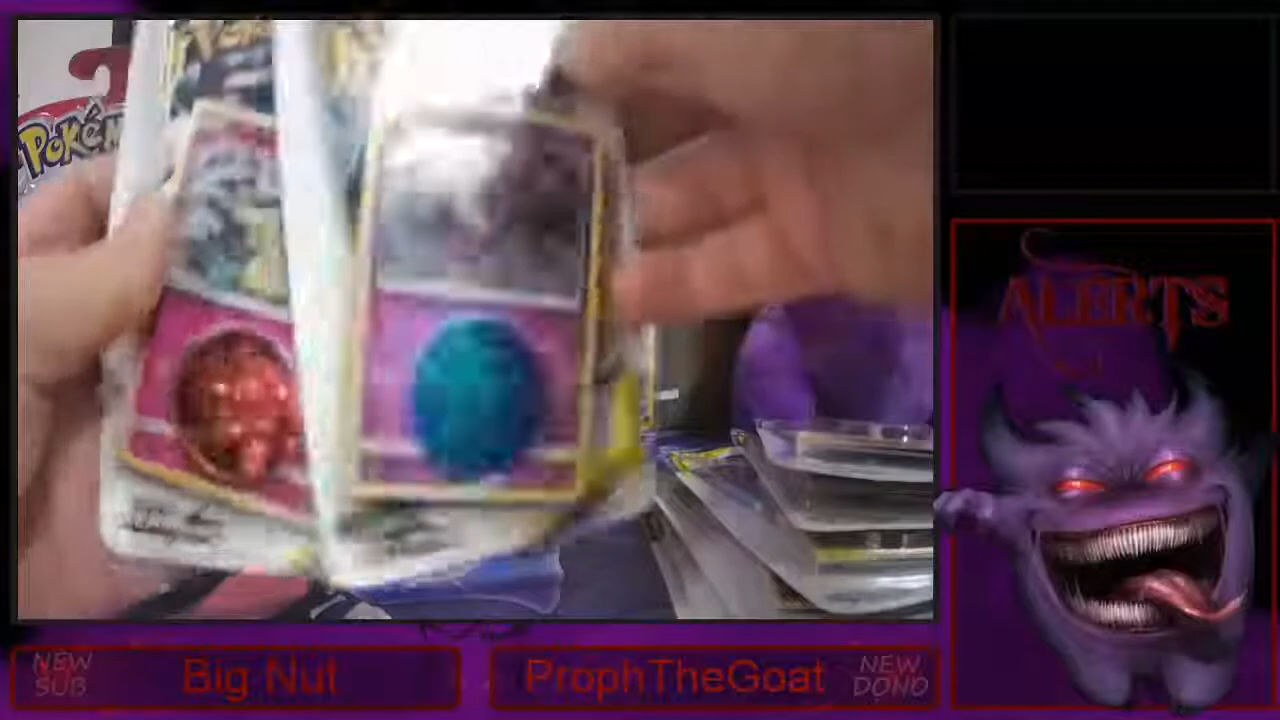 Pokém
ALERTS
NEW SUB
Big Nut
ProphTheGoat
NEW DONO